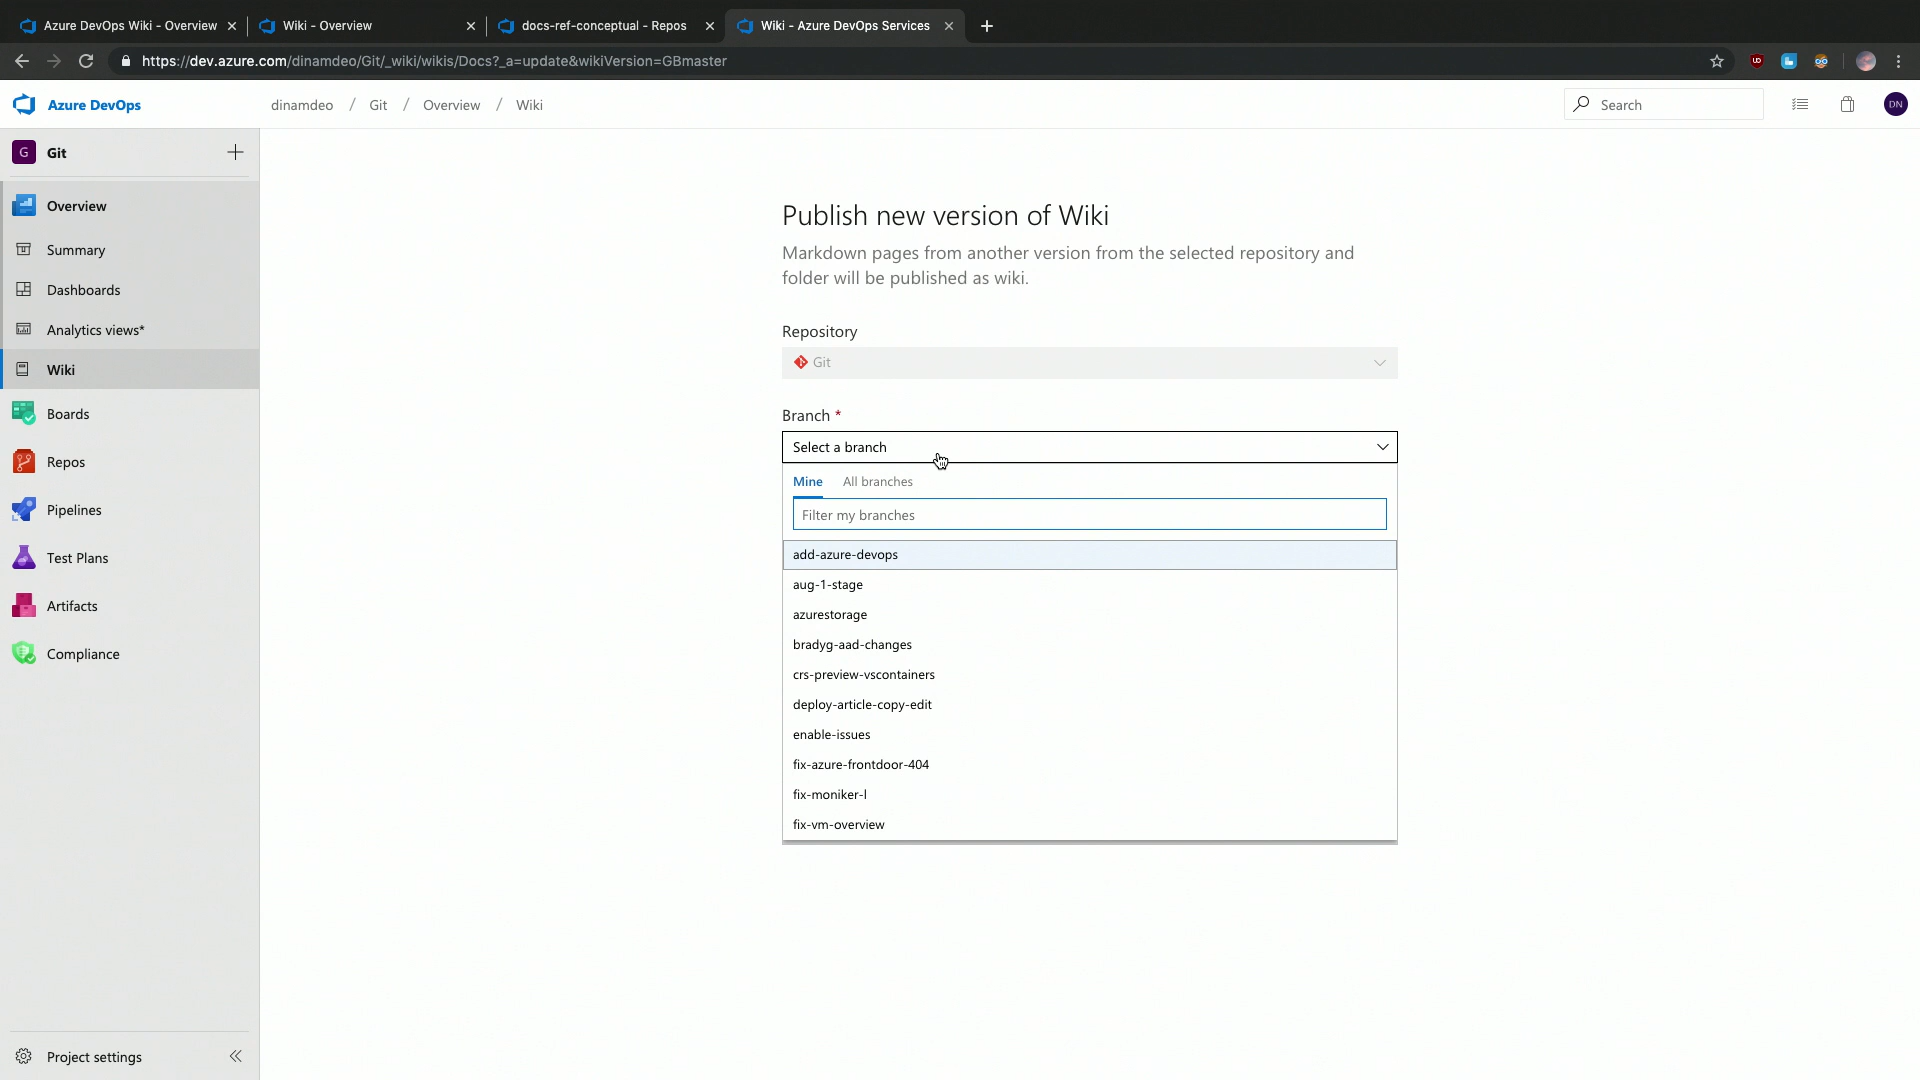 Azure DevOps Wiki - Overview
Wiki - Overview
docs-ref-conceptual - Repos
Wiki - Azure DevOps Services
https://dev.azure.com/dinamdeo/Git/_wiki/wikis/Docs?_a=update&wikiVersion=GBmaster
Azure DevOps
dinamdeo / Git / Overview / Wiki
Search
DN
G Git
Overview
Summary
Dashboards
Analytics views*
Wiki
Boards
Repos
Pipelines
Test Plans
Artifacts
Compliance
Project settings
Publish new version of Wiki
Markdown pages from another version from the selected repository and
folder will be published as wiki.
Repository
Git
Branch *
Select a branch
Mine All branches
Filter my branches
add-azure-devops
aug-1-stage
azurestorage
bradyg-aad-changes
crs-preview-vscontainers
deploy-article-copy-edit
enable-issues
fix-azure-frontdoor-404
fix-moniker-l
fix-vm-overview